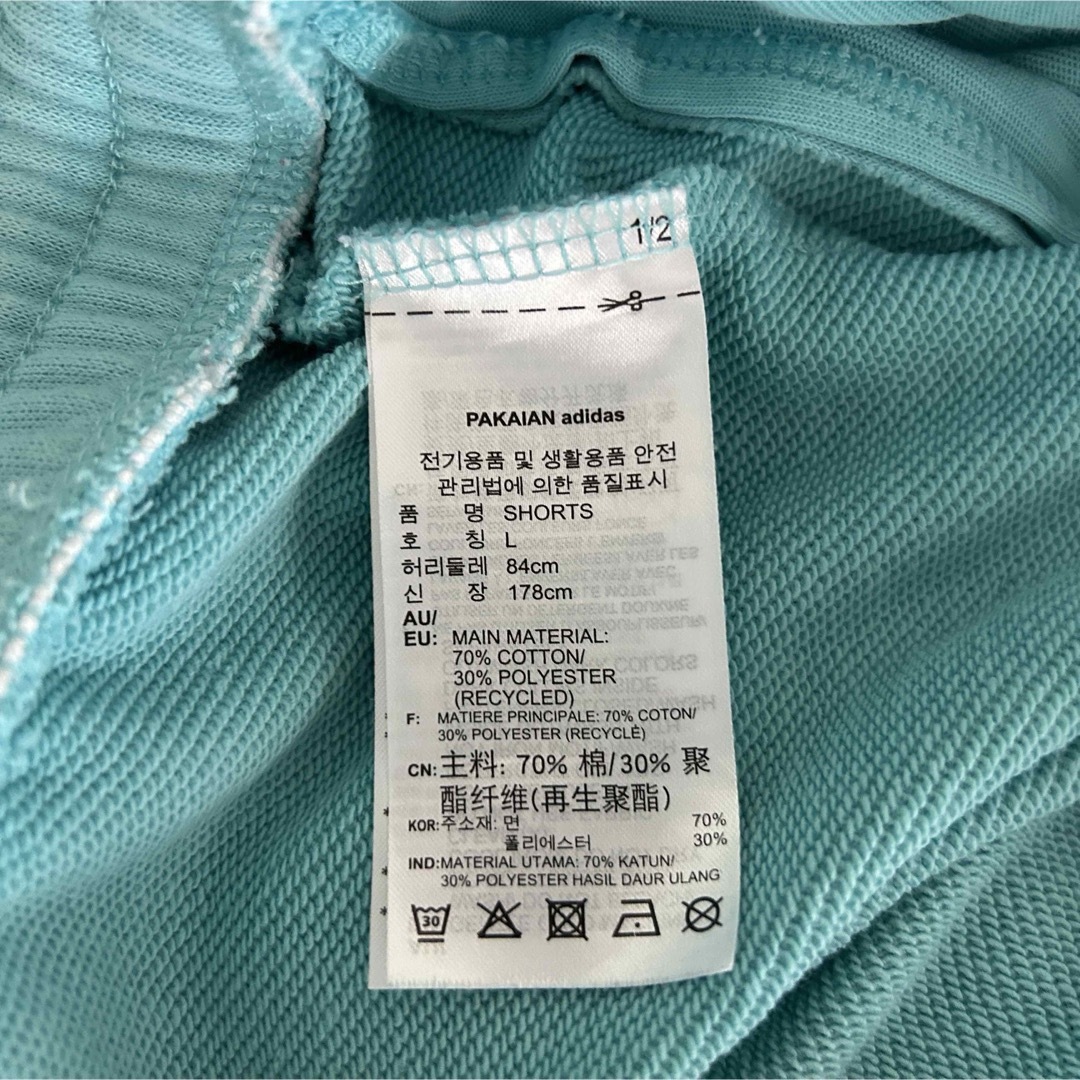 1/2
PAKAIAN adidas
전기용품 및 생활용품 안전
관리법에 의한 품질표시
품 명 SHORTS
호 칭 L
허리둘레 84cm
신 장 178cm
AU/
EU: MAIN MATERIAL:
70% COTTON/
30% POLYESTER
(RECYCLED)
F: MATIERE PRINCIPALE: 70% COTON/
30% POLYESTER (RECYCLÉ)
CN: 主料: 70% 棉/30% 聚
酯纤维(再生聚酯)
KOR: 주소재: 면 70%
폴리에스터 30%
IND: MATERIAL UTAMA: 70% KATUN/
30% POLYESTER HASIL DAUR ULANG
30